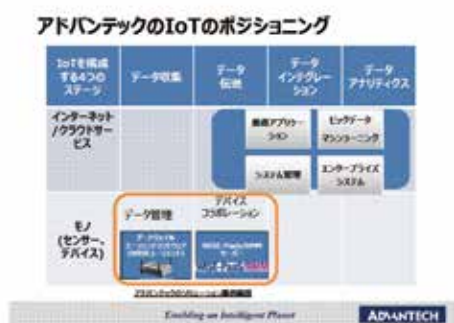 アドバンテックのIoTのポジショニング
IoTを構成
する4つの
ステージ
データ収集
データ
伝送
データ
インテグレー
ション
データ
アナリティクス
インターネット
/クラウドサー
ビス
ビックデータ
マシンラーニング
システム管理
エンタープライズ
システム
モノ
(センサー、
デバイス)
データ管理
デバイス
コラボレーション
Enabling an Intelligent Planet
ADVANTECH